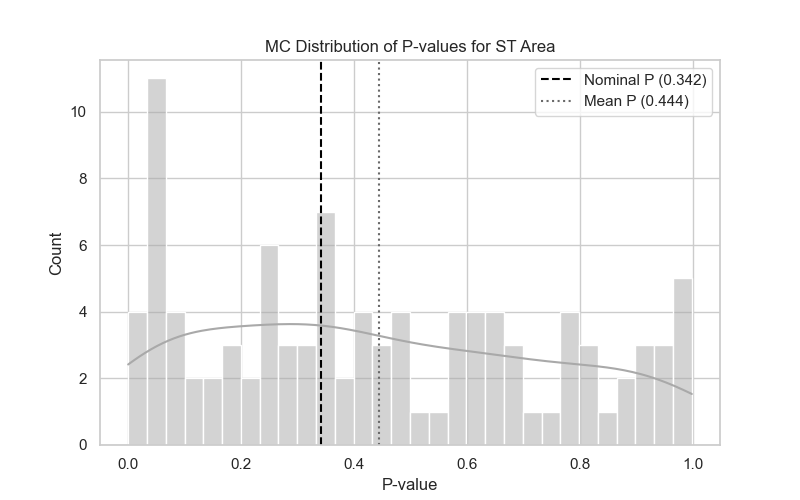 MC Distribution of P-values for ST Area
Nominal P (0.342)
Mean P (0.444)
Count
10
8
6
4
2
0
0.0 0.2 0.4 0.6 0.8 1.0
P-value